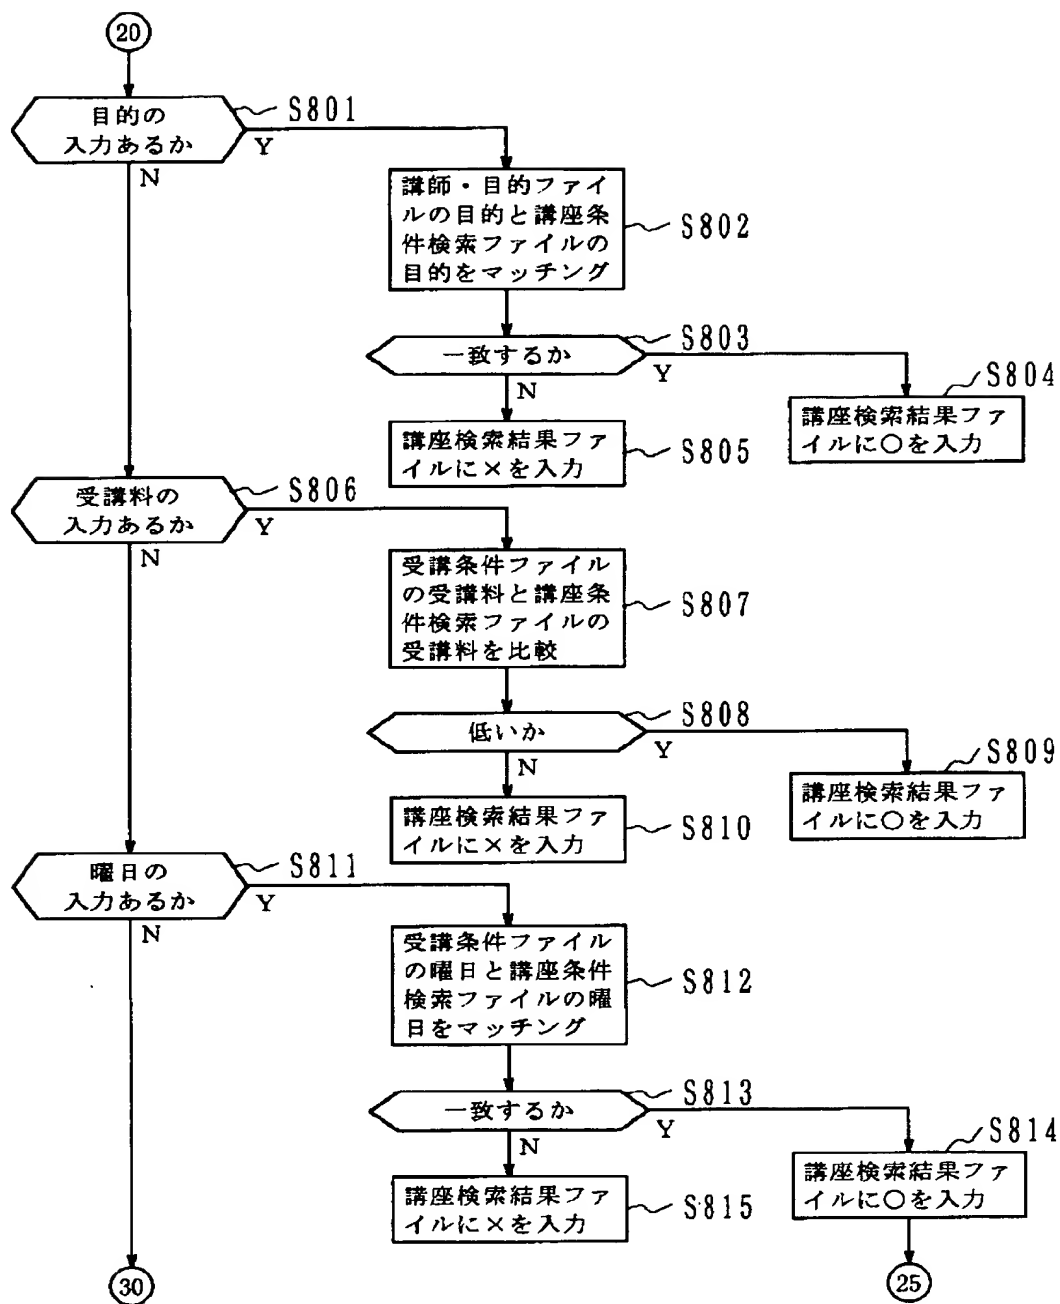 20
目的の
入力あるか
S801
Y
N
講師・目的ファイ
ルの目的と講座条
件検索ファイルの
目的をマッチング
S802
一致するか
S803
Y
N
S804
講座検索結果ファ
イルに○を入力
講座検索結果ファ
イルに×を入力
S805
受講料の
入力あるか
S806
Y
N
受講条件ファイル
の受講料と講座条
件検索ファイルの
受講料を比較
S807
低いか
S808
Y
N
S809
講座検索結果ファ
イルに○を入力
講座検索結果ファ
イルに×を入力
S810
曜日の
入力あるか
S811
Y
N
受講条件ファイル
の曜日と講座条件
検索ファイルの曜
日をマッチング
S812
一致するか
S813
Y
N
S814
講座検索結果ファ
イルに○を入力
講座検索結果ファ
イルに×を入力
S815
30
25